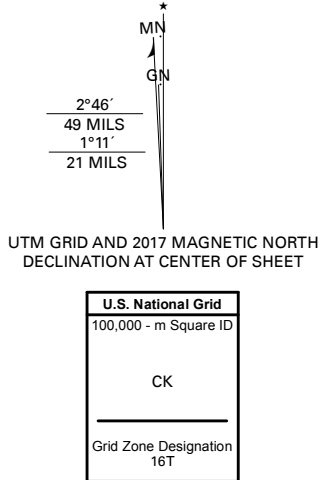 ★
MN
GN
2°46´
49 MILS
1°11´
21 MILS
UTM GRID AND 2017 MAGNETIC NORTH
DECLINATION AT CENTER OF SHEET
U.S. National Grid
100,000 - m Square ID
CK
Grid Zone Designation
16T